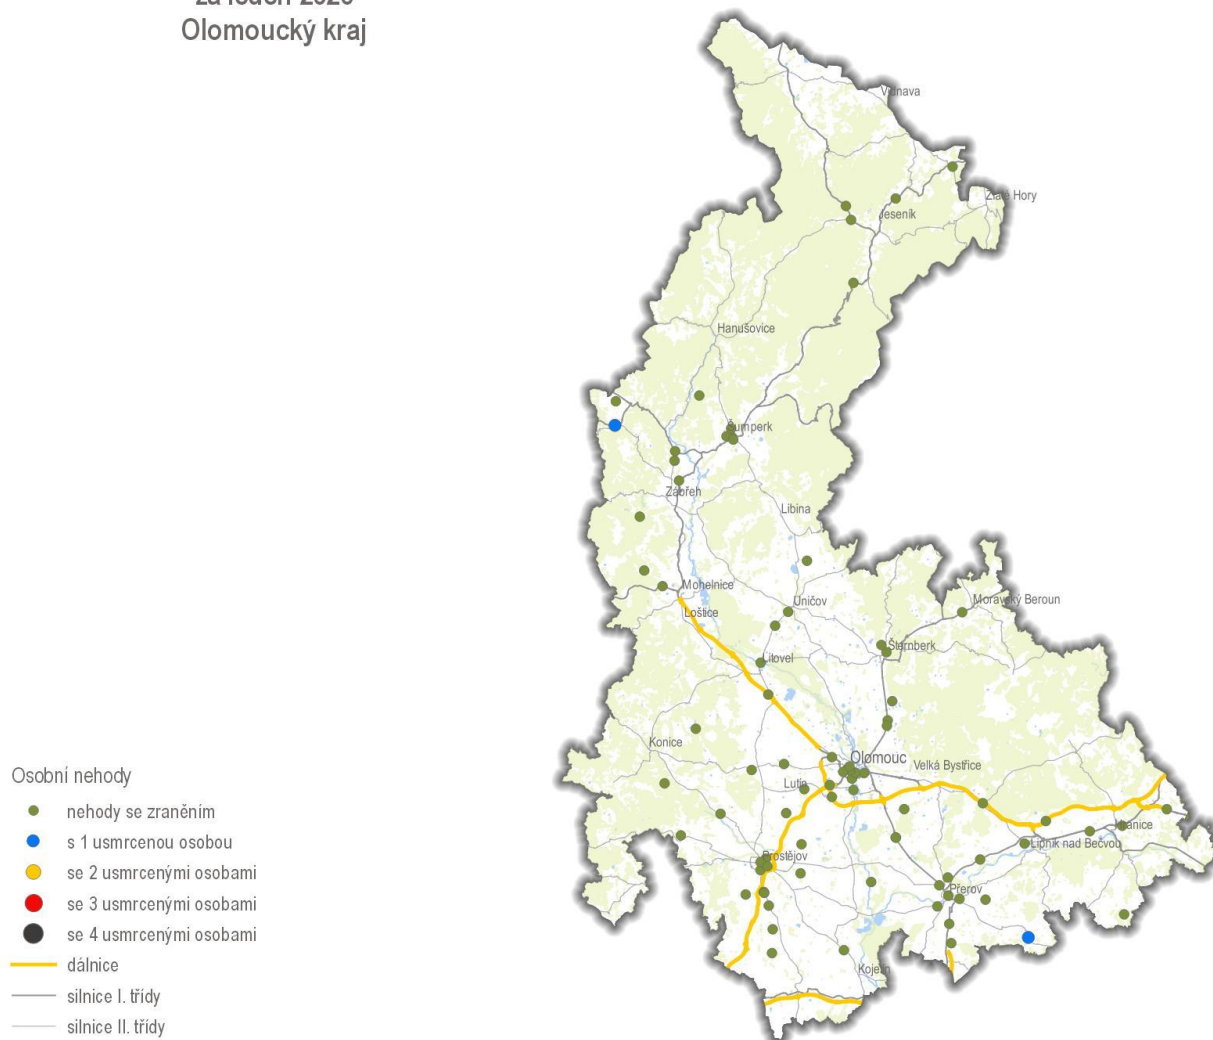 Olomoucký kraj
Vidnava
Zlaté Hory
Jeseník
Hanušovice
Šumperk
Zábřeh
Libina
Mohelnice
Loštice
Uničov
Moravský Beroun
Šternberk
Litovel
Konice
Olomouc
Velká Bystřice
Lutín
Hranice
Lipník nad Bečvou
Prostějov
Přerov
Kojetín
Osobní nehody
nehody se zraněním
s 1 usmrcenou osobou
se 2 usmrcenými osobami
se 3 usmrcenými osobami
se 4 usmrcenými osobami
dálnice
silnice I. třídy
silnice II. třídy